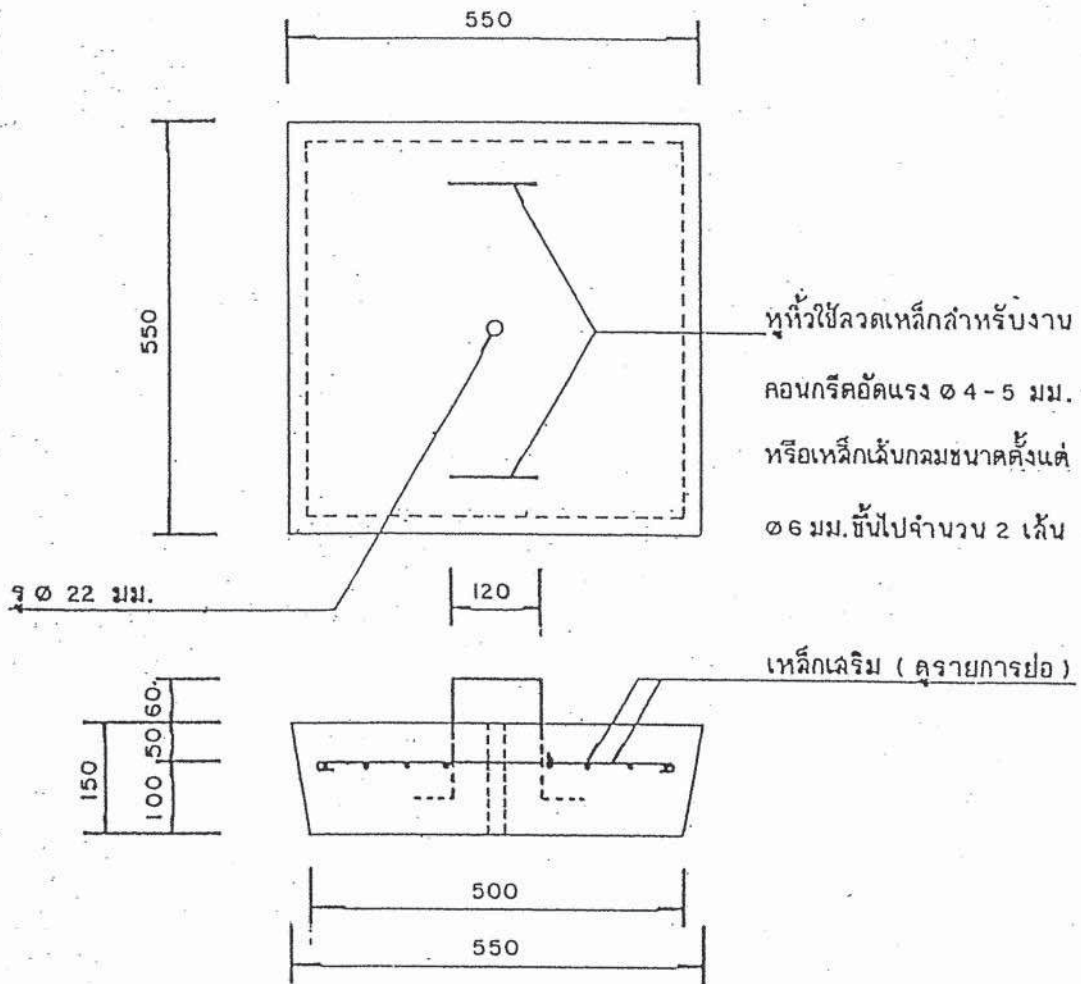 550
550
หูหิ้วใช้ลวดเหล็กสำหรับงาน
คอนกรีตอัดแรง Ø 4-5 มม.
หรือเหล็กเส้นกลมขนาดตั้งแต่
Ø 6 มม.ขึ้นไปจำนวน 2 เส้น
รู Ø 22 มม.
120
เหล็กเสริม ( ดูรายการย่อ )
60
50
150
100
500
550